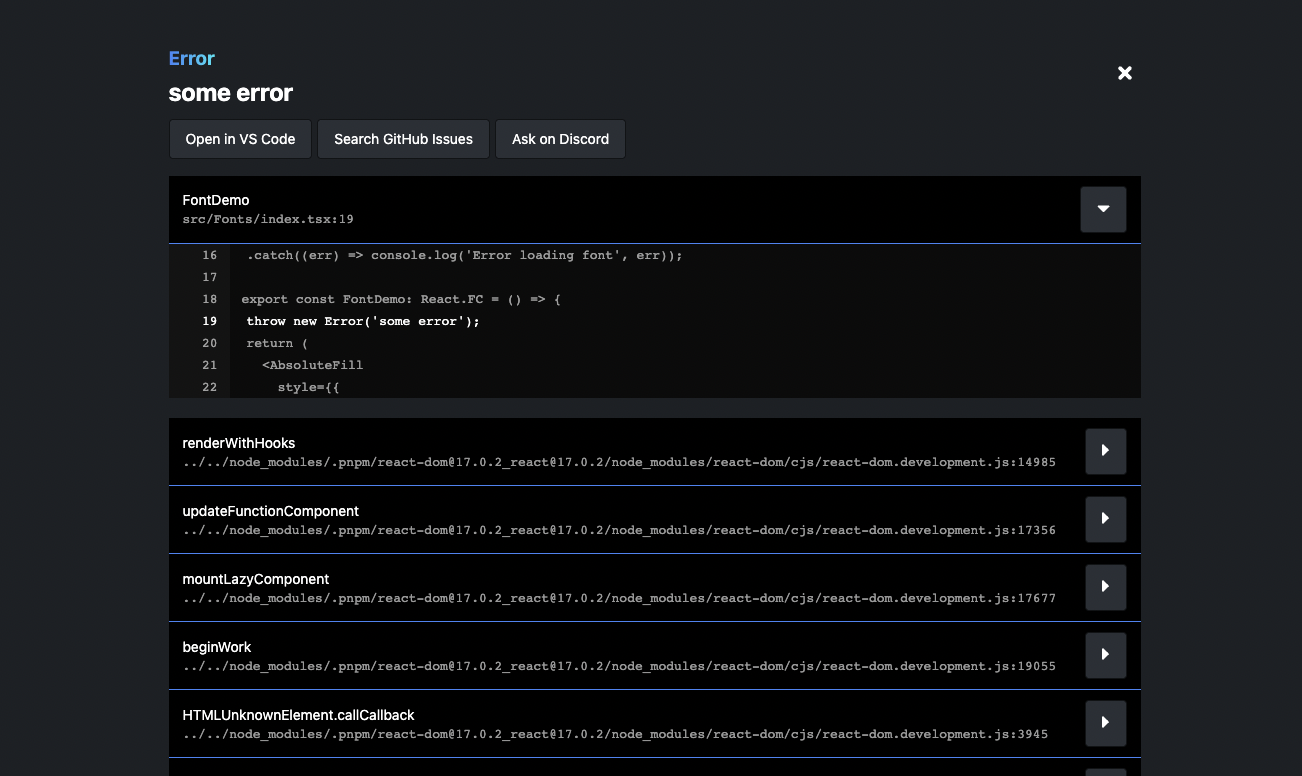 Error
some error
Open in VS Code Search GitHub Issues Ask on Discord
FontDemo
src/Fonts/index.tsx:19
16 .catch((err) => console.log('Error loading font', err));
17
18 export const FontDemo: React.FC = () => {
19 throw new Error('some error');
20 return (
21 <AbsoluteFill
22 style={{
renderWithHooks
../../node_modules/.pnpm/react-dom@17.0.2_react@17.0.2/node_modules/react-dom/cjs/react-dom.development.js:14985
updateFunctionComponent
../../node_modules/.pnpm/react-dom@17.0.2_react@17.0.2/node_modules/react-dom/cjs/react-dom.development.js:17356
mountLazyComponent
../../node_modules/.pnpm/react-dom@17.0.2_react@17.0.2/node_modules/react-dom/cjs/react-dom.development.js:17677
beginWork
../../node_modules/.pnpm/react-dom@17.0.2_react@17.0.2/node_modules/react-dom/cjs/react-dom.development.js:19055
HTMLUnknownElement.callCallback
../../node_modules/.pnpm/react-dom@17.0.2_react@17.0.2/node_modules/react-dom/cjs/react-dom.development.js:3945